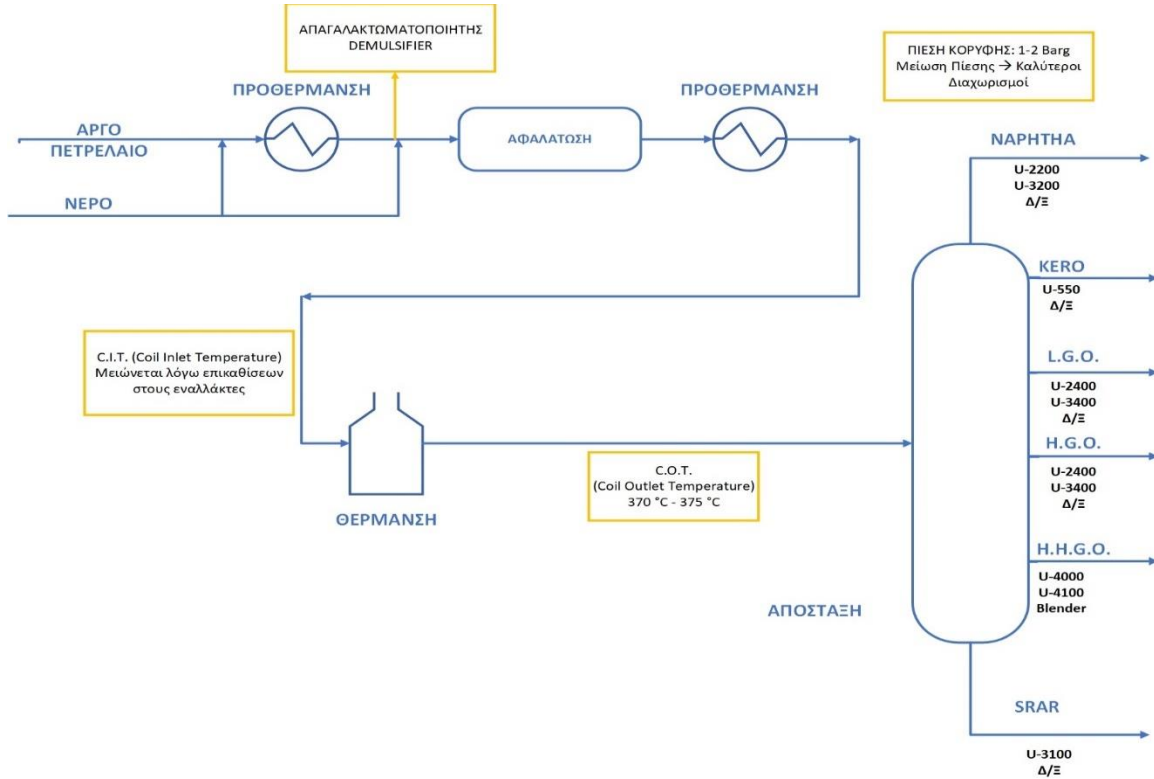 ΑΠΑΓΑΛΑΚΤΩΜΑΤΟΠΟΙΗΤΗΣ
DEMULSIFIER
ΠΙΕΣΗ ΚΟΡΥΦΗΣ: 1-2 Barg
Μείωση Πίεσης → Καλύτεροι
Διαχωρισμοί
ΠΡΟΘΕΡΜΑΝΣΗ
ΠΡΟΘΕΡΜΑΝΣΗ
ΑΡΓΟ
ΠΕΤΡΕΛΑΙΟ
ΑΦΑΛΑΤΩΣΗ
ΝΕΡΟ
NAPHTHA
U-2200
U-3200
Δ/Ξ
KERO
U-550
Δ/Ξ
C.I.T. (Coil Inlet Temperature)
Μειώνεται λόγω επικαθίσεων
στους εναλλάκτες
L.G.O.
U-2400
U-3400
Δ/Ξ
H.G.O.
U-2400
U-3400
Δ/Ξ
C.O.T.
(Coil Outlet Temperature)
370 °C - 375 °C
ΘΕΡΜΑΝΣΗ
H.H.G.O.
U-4000
U-4100
Blender
ΑΠΟΣΤΑΞΗ
SRAR
U-3100
Δ/Ξ